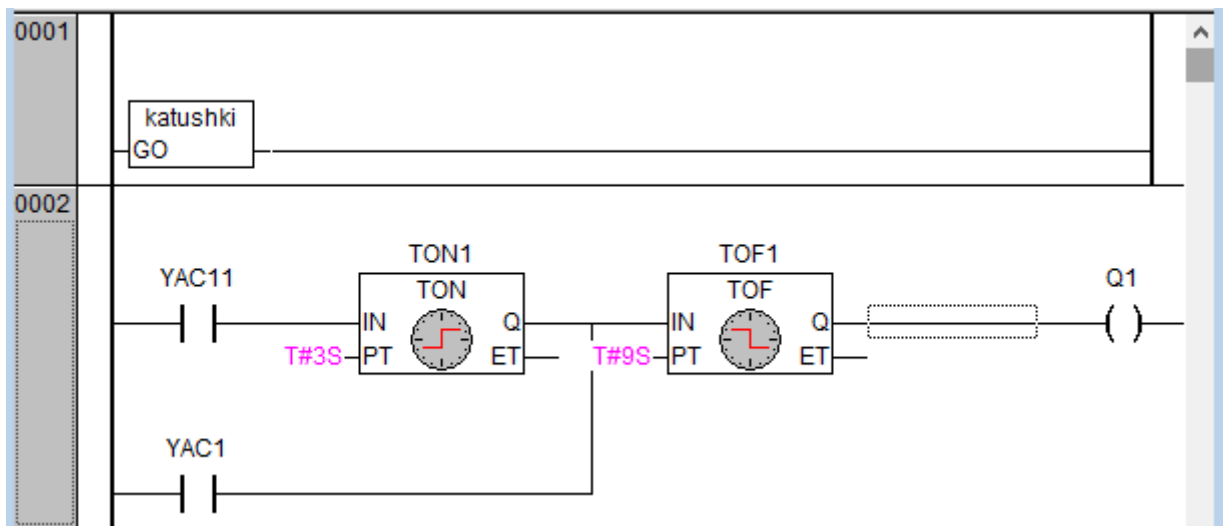 0001
katushki
GO
0002
TON1 TOF1
YAC11 TON TOF Q1
IN Q IN Q
T#3S PT ET T#9S PT ET
YAC1